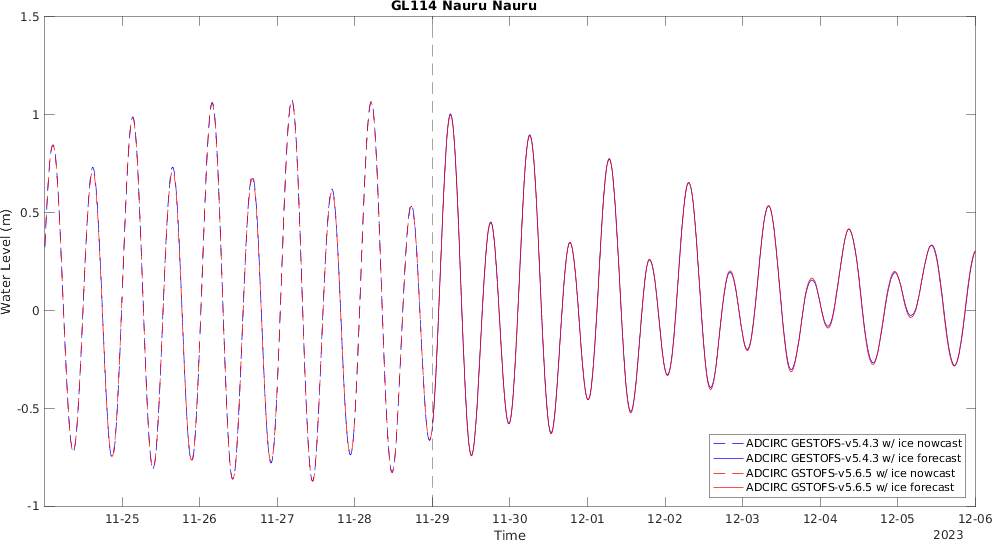 GL114 Nauru Nauru
Water Level (m)
1.5
1
0.5
0
-0.5
-1
11-25
11-26
11-27
11-28
11-29
11-30
12-01
12-02
12-03
12-04
12-05
12-06
Time
2023
ADCIRC GESTOFS-v5.4.3 w/ ice nowcast
ADCIRC GESTOFS-v5.4.3 w/ ice forecast
ADCIRC GSTOFS-v5.6.5 w/ ice nowcast
ADCIRC GSTOFS-v5.6.5 w/ ice forecast